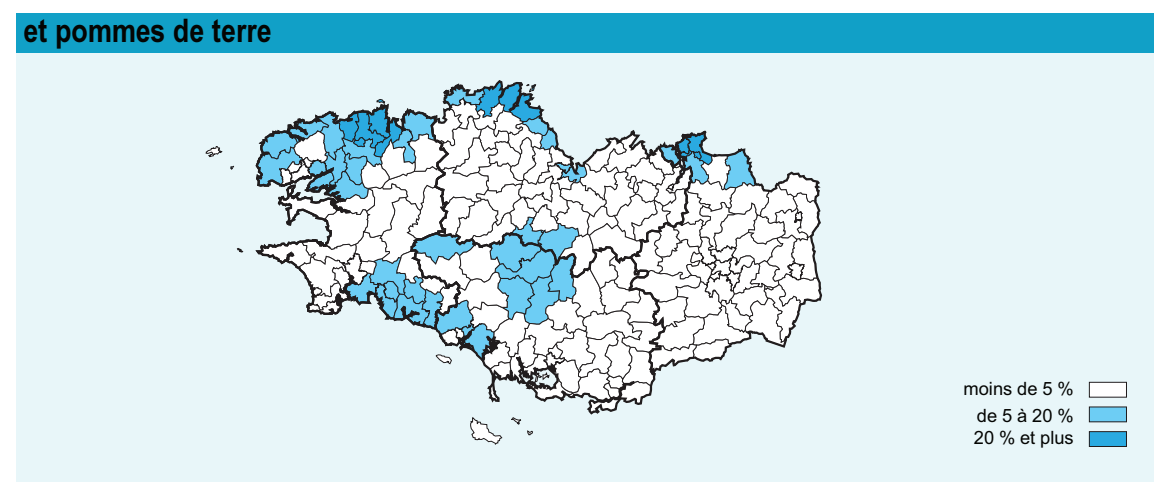 et pommes de terre
moins de 5 %
de 5 à 20 %
20 % et plus